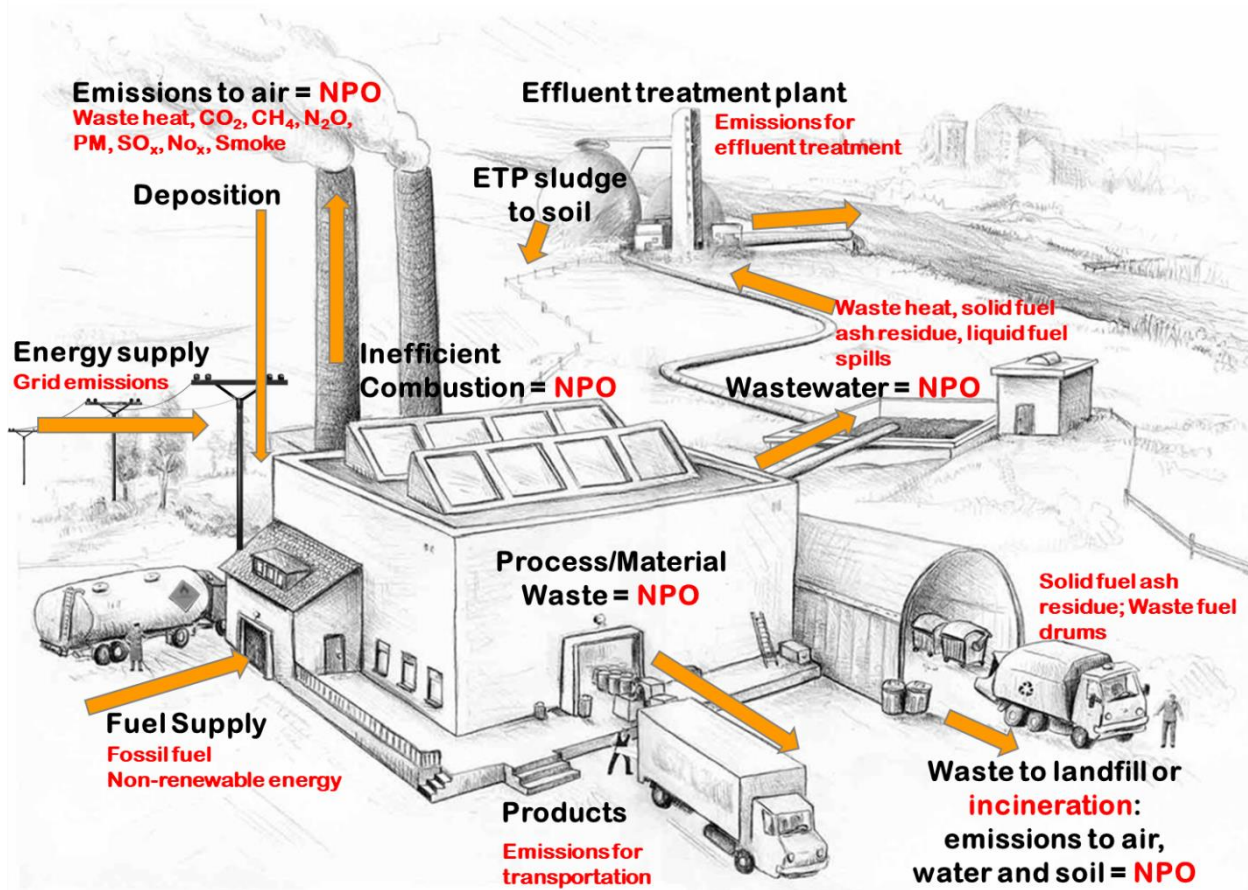 Emissions to air = NPO
Waste heat, CO₂, CH₄, N₂O,
PM, SOₓ, Noₓ, Smoke
Deposition
Effluent treatment plant
Emissions for
effluent treatment
ETP sludge
to soil
Waste heat, solid fuel
ash residue, liquid fuel
spills
Energy supply
Grid emissions
Inefficient
Combustion = NPO
Wastewater = NPO
Process/Material
Waste = NPO
Solid fuel ash
residue; Waste fuel
drums
Fuel Supply
Fossil fuel
Non-renewable energy
Products
Emissions for
transportation
Waste to landfill or
incineration:
emissions to air,
water and soil = NPO